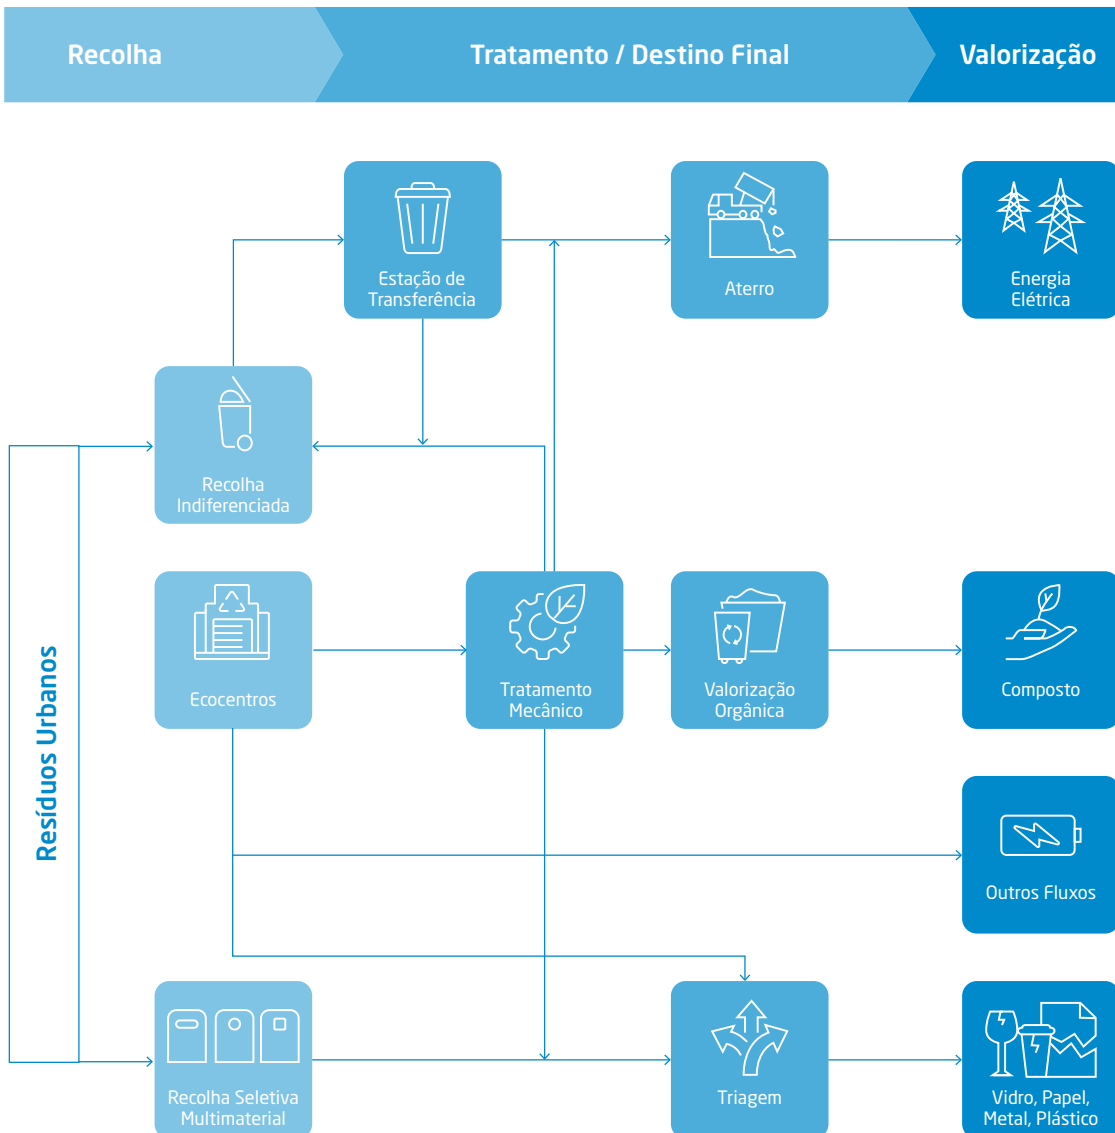 Recolha
Tratamento / Destino Final
Valorização
Estação de
Transferência
Aterro
Energia
Elétrica
Recolha
Indiferenciada
Resíduos Urbanos
Ecocentros
Tratamento
Mecânico
Valorização
Orgânica
Composto
Outros Fluxos
Recolha Seletiva
Multimaterial
Triagem
Vidro, Papel,
Metal, Plástico